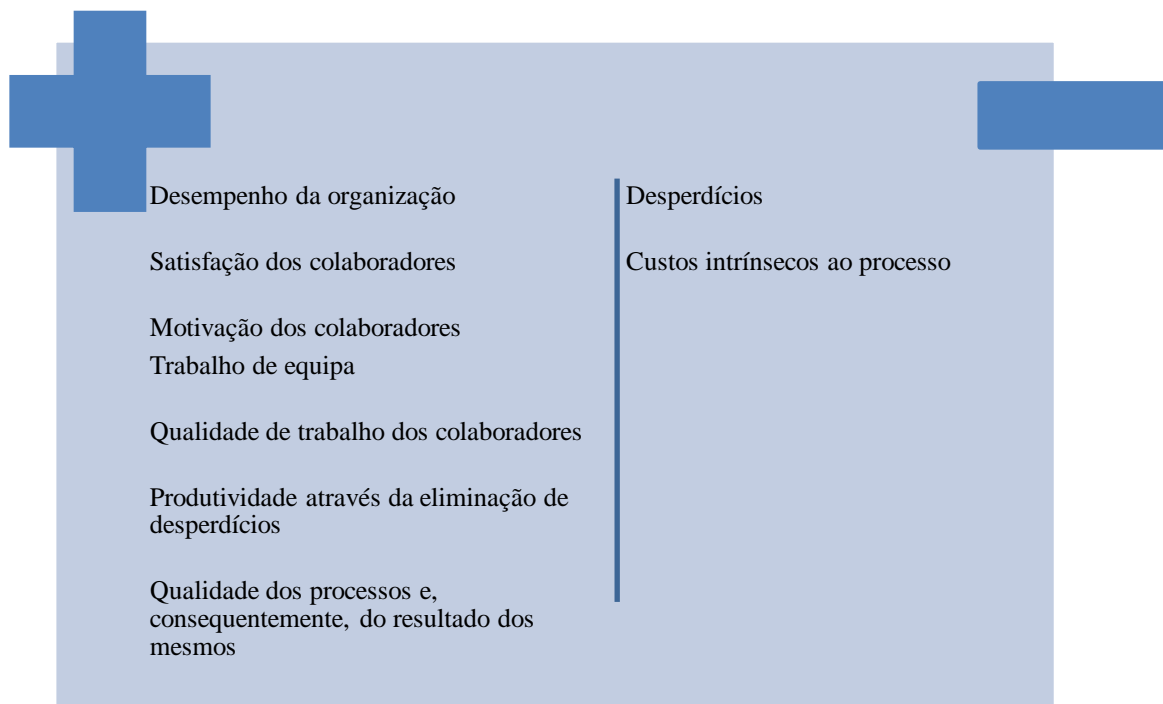 Desempenho da organização
Satisfação dos colaboradores
Motivação dos colaboradores
Trabalho de equipa
Qualidade de trabalho dos colaboradores
Produtividade através da eliminação de
desperdícios
Qualidade dos processos e,
consequentemente, do resultado dos
mesmos
Desperdícios
Custos intrínsecos ao processo